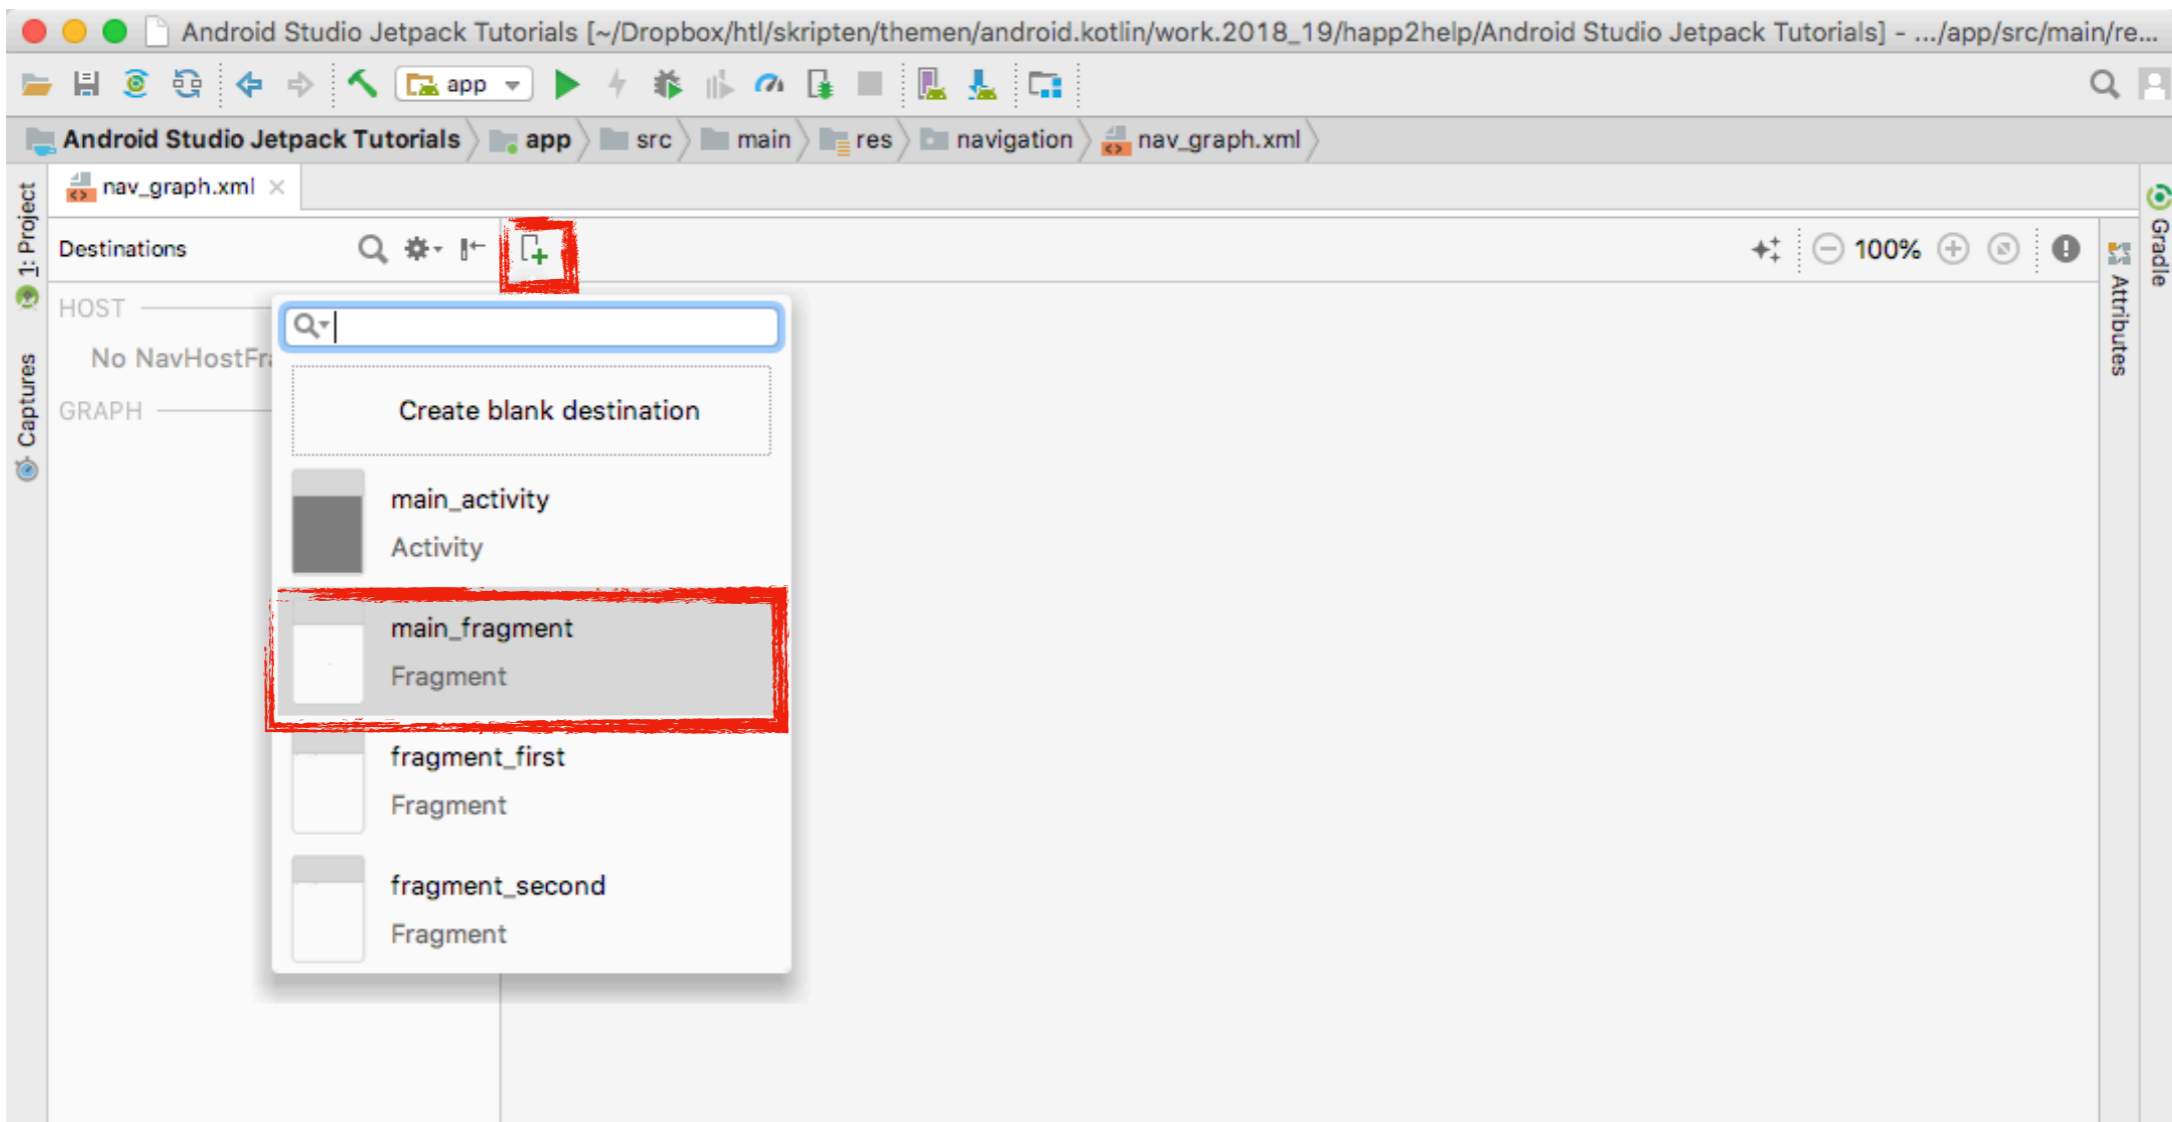 Android Studio Jetpack Tutorials [~/Dropbox/htl/skripten/themen/android.kotlin/work.2018_19/happ2help/Android Studio Jetpack Tutorials] - .../app/src/main/re...
app
Android Studio Jetpack Tutorials app src main res navigation nav_graph.xml
nav_graph.xml
1: Project
Captures
Destinations
100%
Gradle
Attributes
HOST
No NavHostFra
GRAPH
Create blank destination
main_activity
Activity
main_fragment
Fragment
fragment_first
Fragment
fragment_second
Fragment